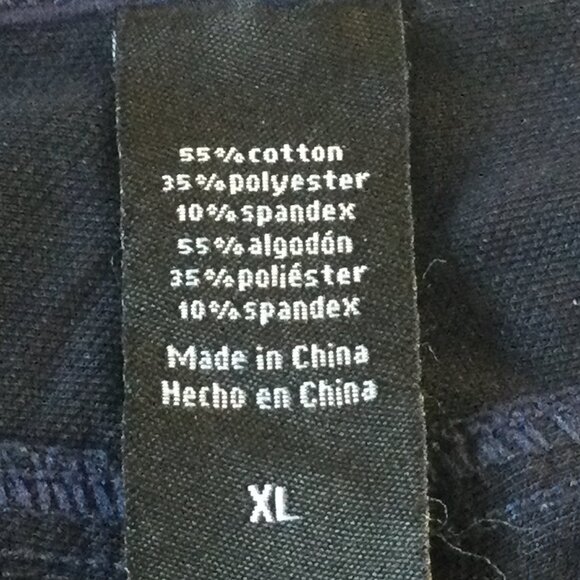 55% cotton
35% polyester
10% spandex
55% algodón
35% poliéster
10% spandex
Made in China
Hecho en China
XL